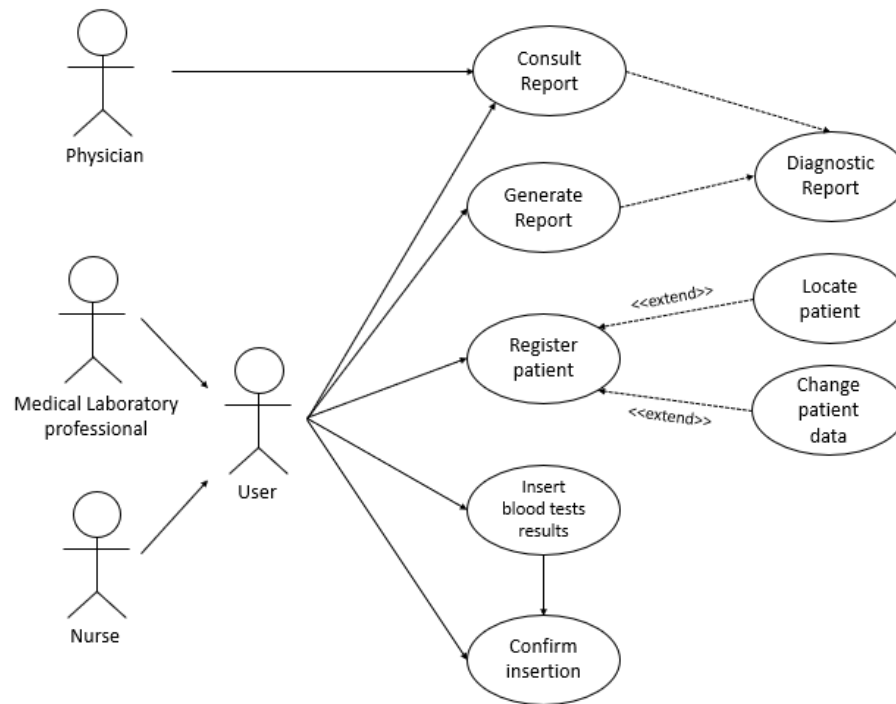 Consult
Report
Physician
Generate
Report
Diagnostic
Report
Locate
patient
<<extend>>
Register
patient
Medical Laboratory
professional
Change
patient
data
<<extend>>
User
Insert
blood tests
results
Nurse
Confirm
insertion